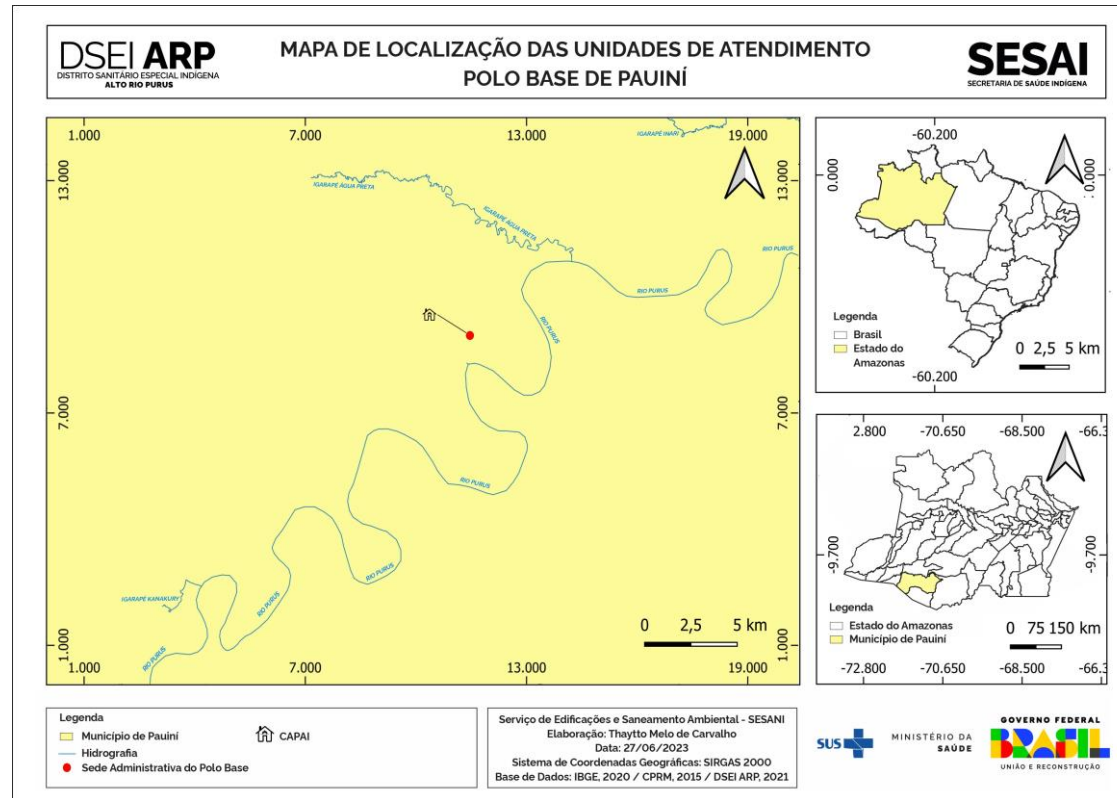 DSEI ARP
DISTRITO SANITÁRIO ESPECIAL INDÍGENA
ALTO RIO PURUS
MAPA DE LOCALIZAÇÃO DAS UNIDADES DE ATENDIMENTO
POLO BASE DE PAUINÍ
SESAI
SECRETARIA DE SAÚDE INDÍGENA
1.000 7.000 13.000 19.000
13.000
7.000
1.000
IGARAPÉ INARI
IGARAPÉ ÁGUA PRETA
IGARAPÉ ÁGUA PRETA
RIO PURUS
RIO PURUS
RIO PURUS
RIO PURUS
RIO PURUS
RIO PURUS
RIO PURUS
IGARAPÉ KANAKURY
0 2,5 5 km
13.000
7.000
1.000
1.000 7.000 13.000 19.000
-60.200
0.000
0.000
Legenda
Brasil
Estado do
Amazonas
0 2,5 5 km
-60.200
2.800 -70.650 -68.500 -66.3
-9.700
-9.700
Legenda
Estado do Amazonas
Município de Pauiní
0 75 150 km
-72.800 -70.650 -68.500 -66.3
Legenda
Município de Pauiní
Hidrografia
Sede Administrativa do Polo Base
CAPAI
Serviço de Edificações e Saneamento Ambiental - SESANI
Elaboração: Thaytto Melo de Carvalho
Data: 27/06/2023
Sistema de Coordenadas Geográficas: SIRGAS 2000
Base de Dados: IBGE, 2020 / CPRM, 2015 / DSEI ARP, 2021
SUS
MINISTÉRIO DA
SAÚDE
GOVERNO FEDERAL
BRASIL
UNIÃO E RECONSTRUÇÃO